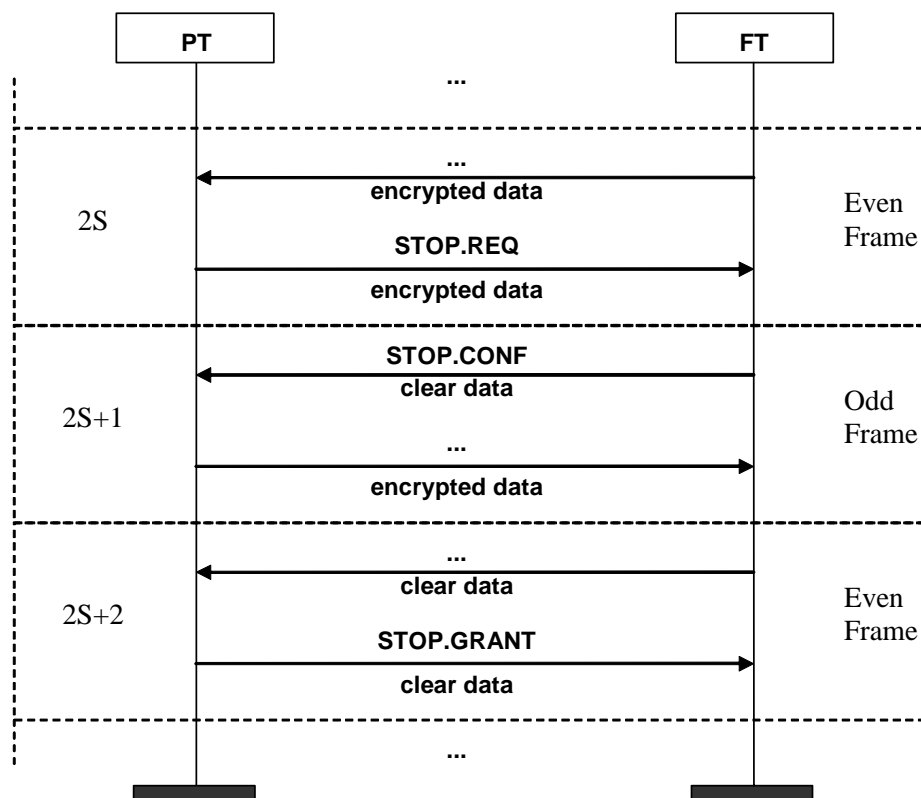 PT
FT
...
...
encrypted data
2S
Even
Frame
STOP.REQ
encrypted data
STOP.CONF
clear data
2S+1
Odd
Frame
...
encrypted data
...
clear data
2S+2
Even
Frame
STOP.GRANT
clear data
...